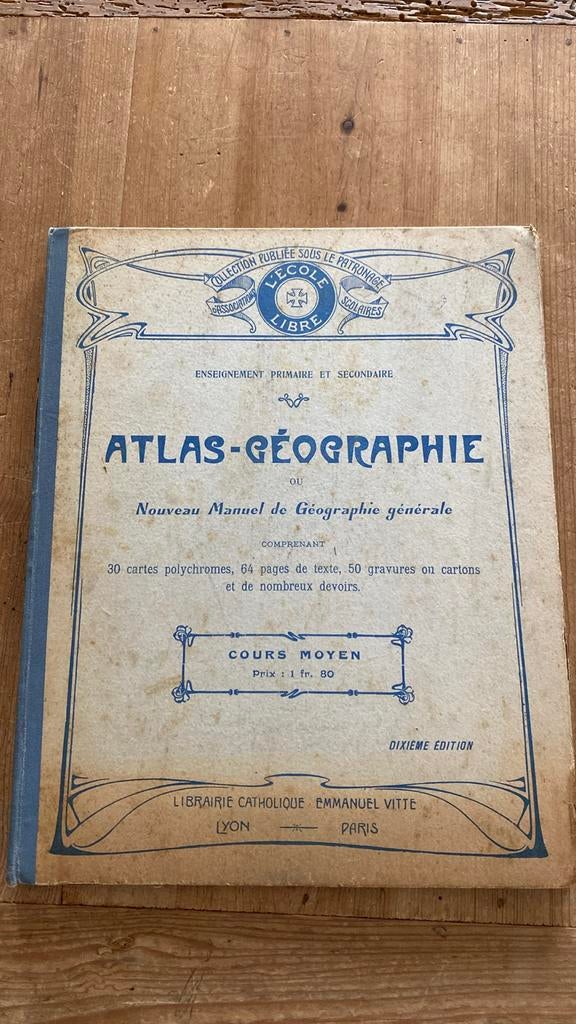 COLLECTION PUBLIÉE SOUS LE PATRONAGE
D'ASSOCIATIONS SCOLAIRES
L'ÉCOLE
LIBRE
ENSEIGNEMENT PRIMAIRE ET SECONDAIRE
ATLAS-GÉOGRAPHIE
OU
Nouveau Manuel de Géographie générale
COMPRENANT
30 cartes polychromes, 64 pages de texte, 50 gravures ou cartons
et de nombreux devoirs.
COURS MOYEN
Prix : 1 fr. 80
DIXIÈME ÉDITION
LIBRAIRIE CATHOLIQUE EMMANUEL VITTE
LYON PARIS